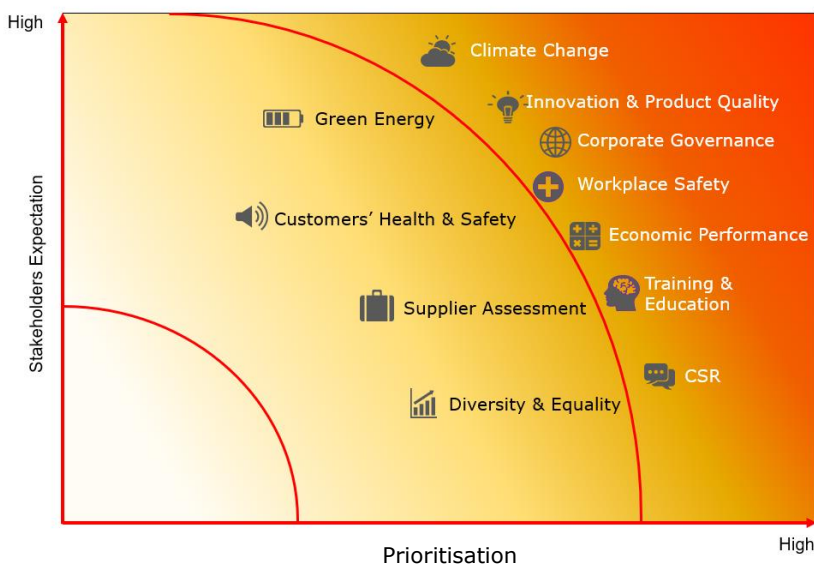 High
Climate Change
Innovation & Product Quality
Green Energy
Corporate Governance
Workplace Safety
Customers’ Health & Safety
Economic Performance
Training &
Education
Supplier Assessment
CSR
Diversity & Equality
Stakeholders Expectation
High
Prioritisation